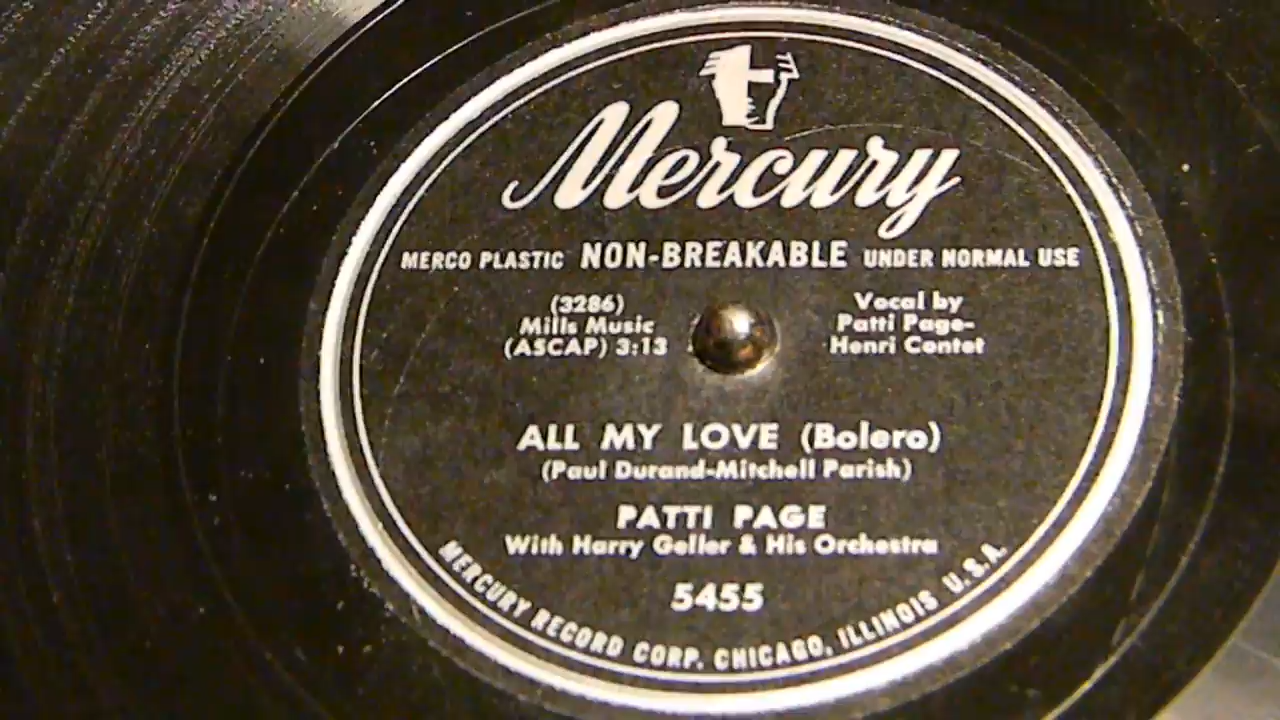 Mercury
MERCO PLASTIC NON-BREAKABLE UNDER NORMAL USE
(3286)
Mills Music
(ASCAP) 3:13
Vocal by
Patti Page-
Henri Contet
ALL MY LOVE (Bolero)
(Paul Durand-Mitchell Parish)
PATTI PAGE
With Harry Geller & His Orchestra
5455
MERCURY RECORD CORP. CHICAGO, ILLINOIS U.S.A.